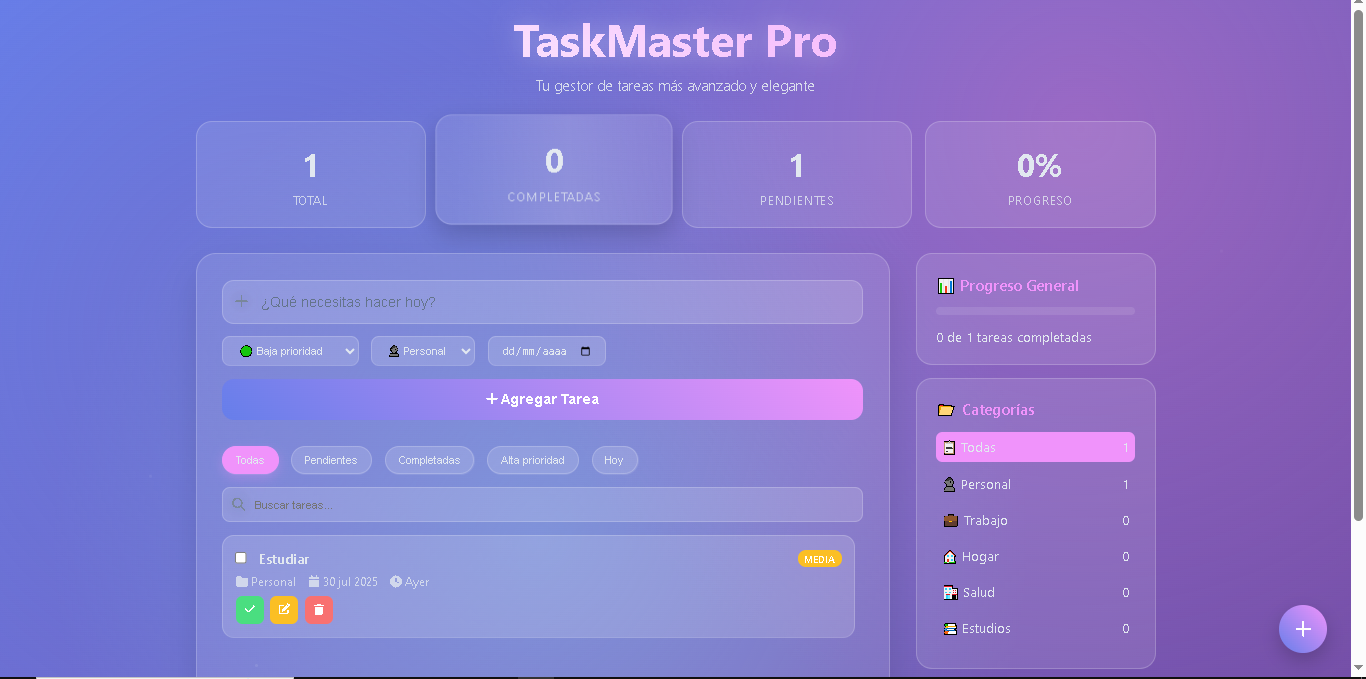 TaskMaster Pro
Tu gestor de tareas más avanzado y elegante
1
TOTAL
0
COMPLETADAS
1
PENDIENTES
0%
PROGRESO
¿Qué necesitas hacer hoy?
Baja prioridad
Personal
dd/mm/aaaa
Agregar Tarea
Todas
Pendientes
Completadas
Alta prioridad
Hoy
Buscar tareas...
Estudiar
MEDIA
Personal
30 jul 2025
Ayer
Progreso General
0 de 1 tareas completadas
Categorías
Todas 1
Personal 1
Trabajo 0
Hogar 0
Salud 0
Estudios 0